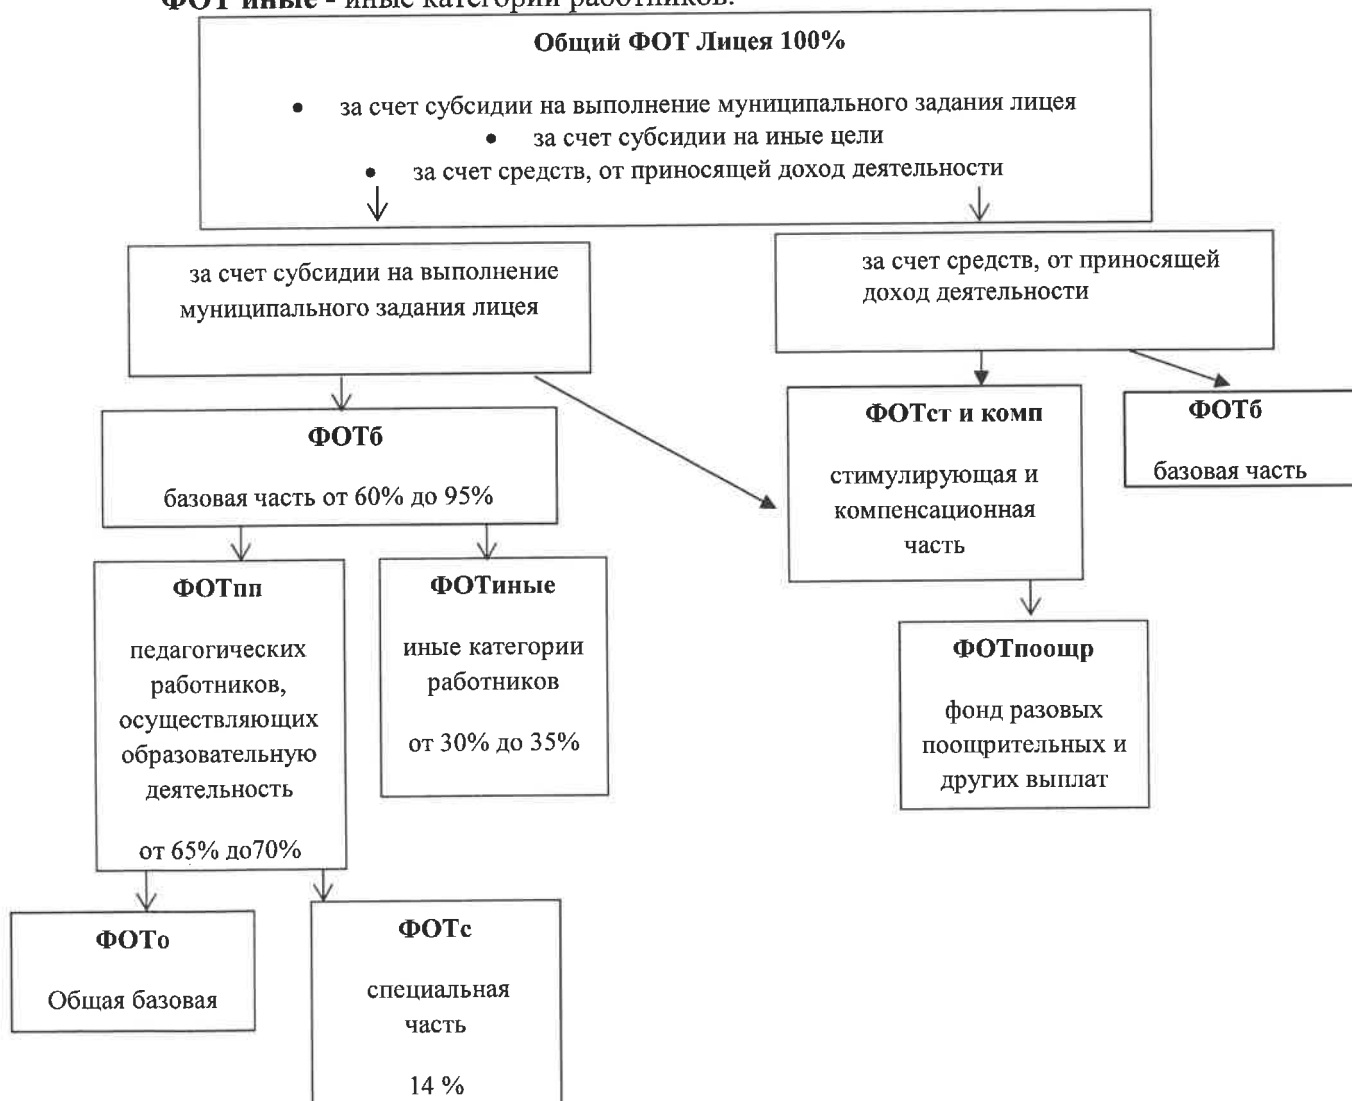 ФОТ иные - иные категории работников.
Общий ФОТ Лицея 100%
• за счет субсидии на выполнение муниципального задания лицея
• за счет субсидии на иные цели
• за счет средств, от приносящей доход деятельности
за счет субсидии на выполнение
муниципального задания лицея
за счет средств, от приносящей
доход деятельности
ФОТб
базовая часть от 60% до 95%
ФОТст и комп
стимулирующая и
компенсационная
часть
ФОТб
базовая часть
ФОТпп
педагогических
работников,
осуществляющих
образовательную
деятельность
от 65% до70%
ФОТиные
иные категории
работников
от 30% до 35%
ФОТпоощр
фонд разовых
поощрительных и
других выплат
ФОТо
Общая базовая
ФОТс
специальная
часть
14 %